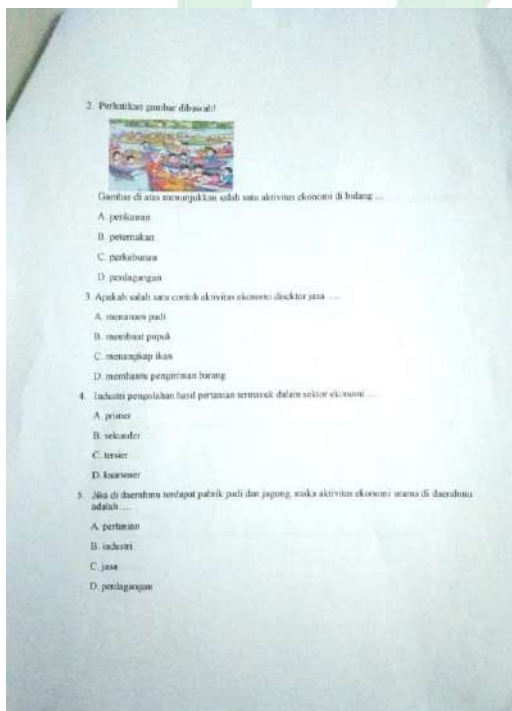 2. Perhatikan gambar dibawah!
Gambar di atas menunjukkan salah satu aktivitas ekonomi di bidang ....
A. perikanan
B. peternakan
C. perkebunan
D. perdagangan
3. Apakah salah satu contoh aktivitas ekonomi disektor jasa ....
A. menanam padi
B. membuat pupuk
C. menangkap ikan
D. membantu pengiriman barang
4. Industri pengolahan hasil pertanian termasuk dalam sektor ekonomi ....
A. primer
B. sekunder
C. tersier
D. kuartener
5. Jika di daerahmu terdapat pabrik padi dan jagung, maka aktivitas ekonomi utama di daerahmu
adalah ....
A. pertanian
B. industri
C. jasa
D. perdagangan